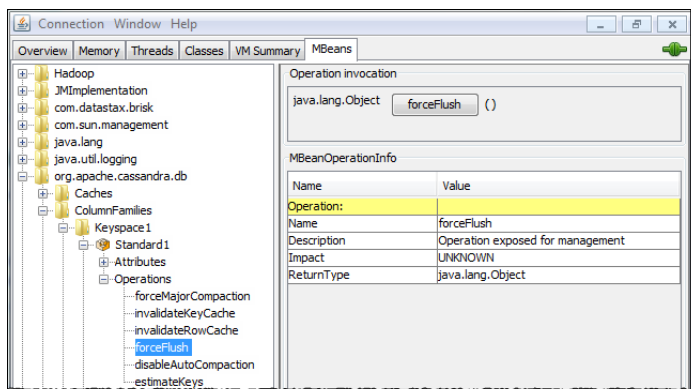 Connection Window Help
Overview Memory Threads Classes VM Summary MBeans
Hadoop
JMImplementation
com.datastax.brisk
com.sun.management
java.lang
java.util.logging
org.apache.cassandra.db
Caches
ColumnFamilies
Keyspace1
Standard1
Attributes
Operations
forceMajorCompaction
invalidateKeyCache
invalidateRowCache
forceFlush
disableAutoCompaction
estimateKeys
Operation invocation
java.lang.Object forceFlush ()
MBeanOperationInfo
Name Value
Operation:
Name forceFlush
Description Operation exposed for management
Impact UNKNOWN
ReturnType java.lang.Object